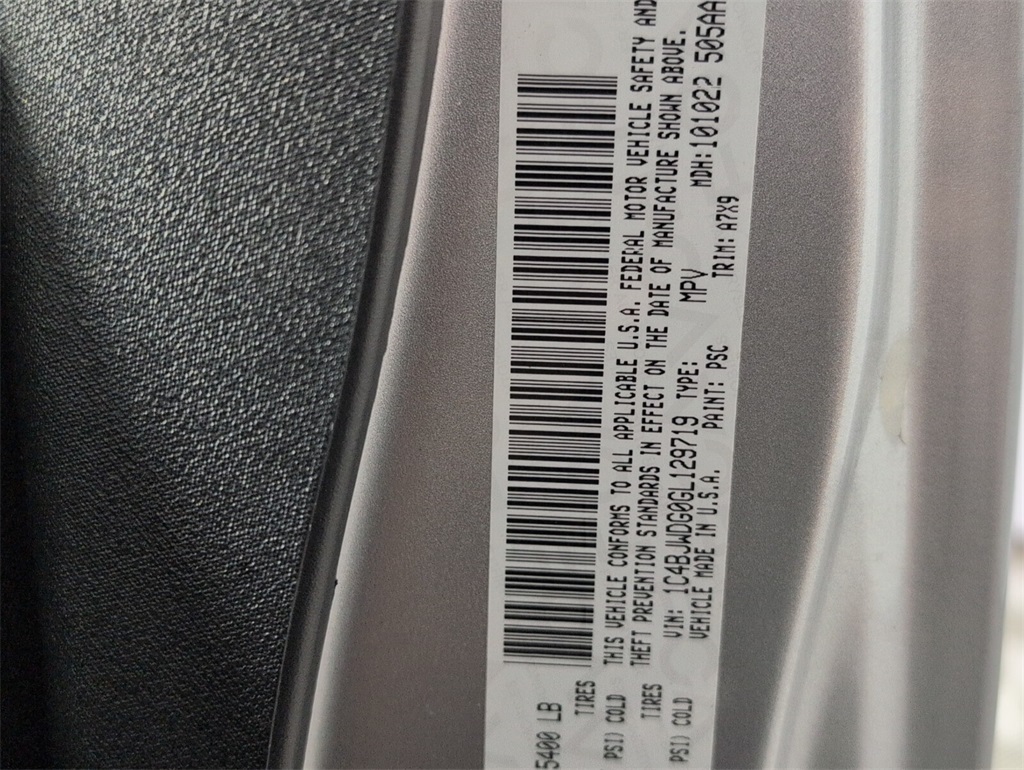 5400 LB
TIRES
PSI) COLD
TIRES
PSI) COLD
THIS VEHICLE CONFORMS TO ALL APPLICABLE U.S.A. FEDERAL MOTOR VEHICLE SAFETY AND
THEFT PREVENTION STANDARDS IN EFFECT ON THE DATE OF MANUFACTURE SHOWN ABOVE.
VIN: 1C4BJWDG0GL129719 TYPE: MPV MDH:101022 505AA
VEHICLE MADE IN U.S.A. PAINT: PSC TRIM: A7X9